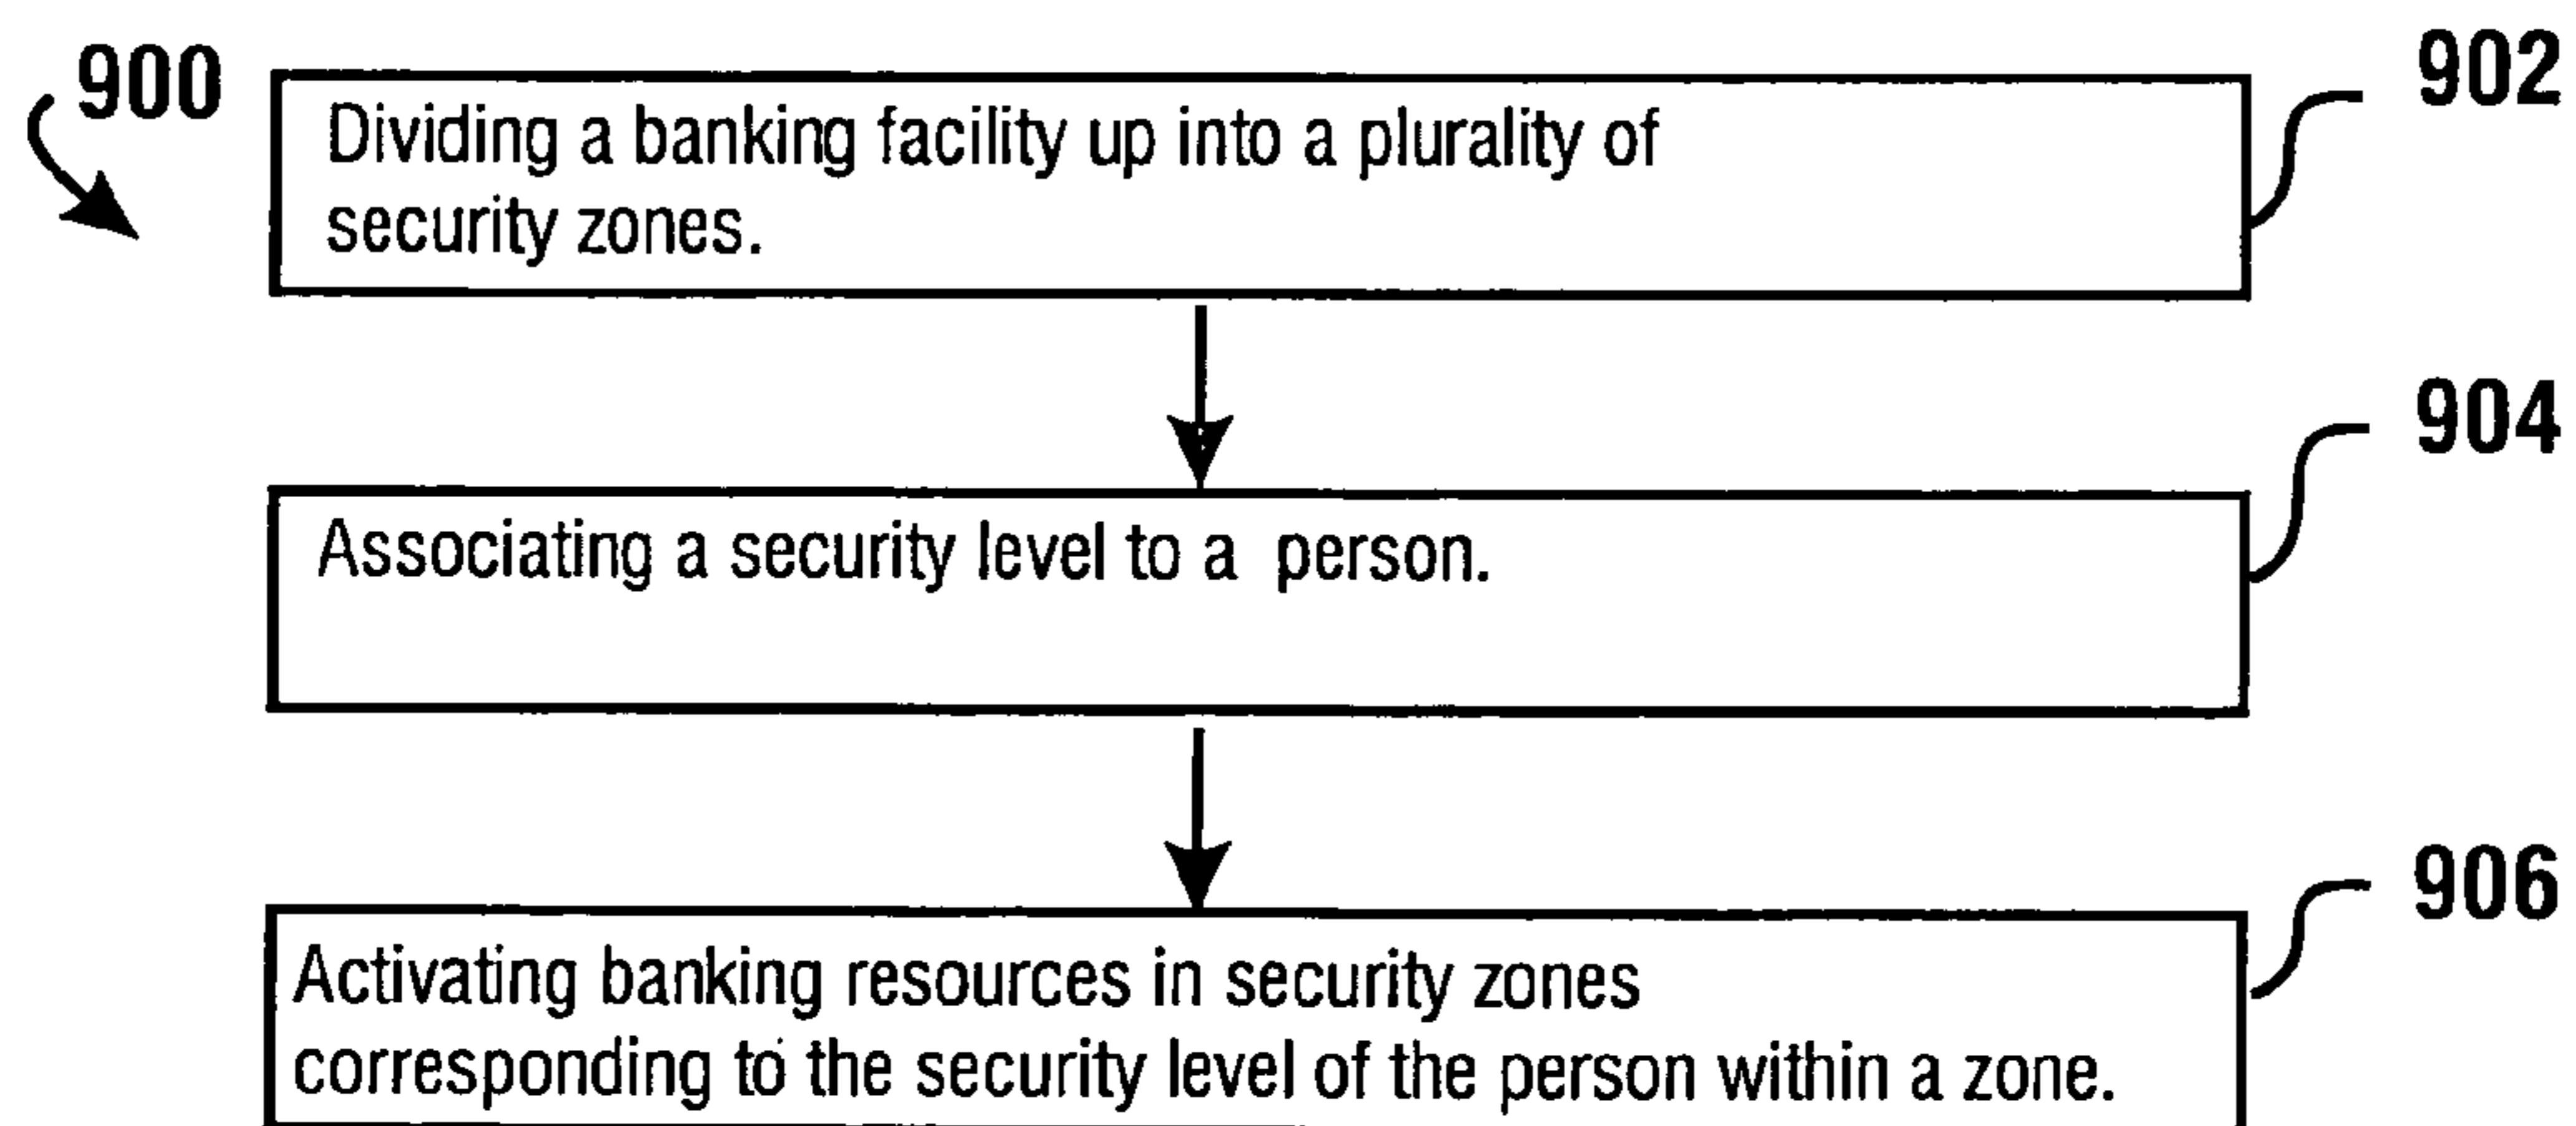 900
902
Dividing a banking facility up into a plurality of
security zones.
904
Associating a security level to a person.
906
Activating banking resources in security zones
corresponding to the security level of the person within a zone.